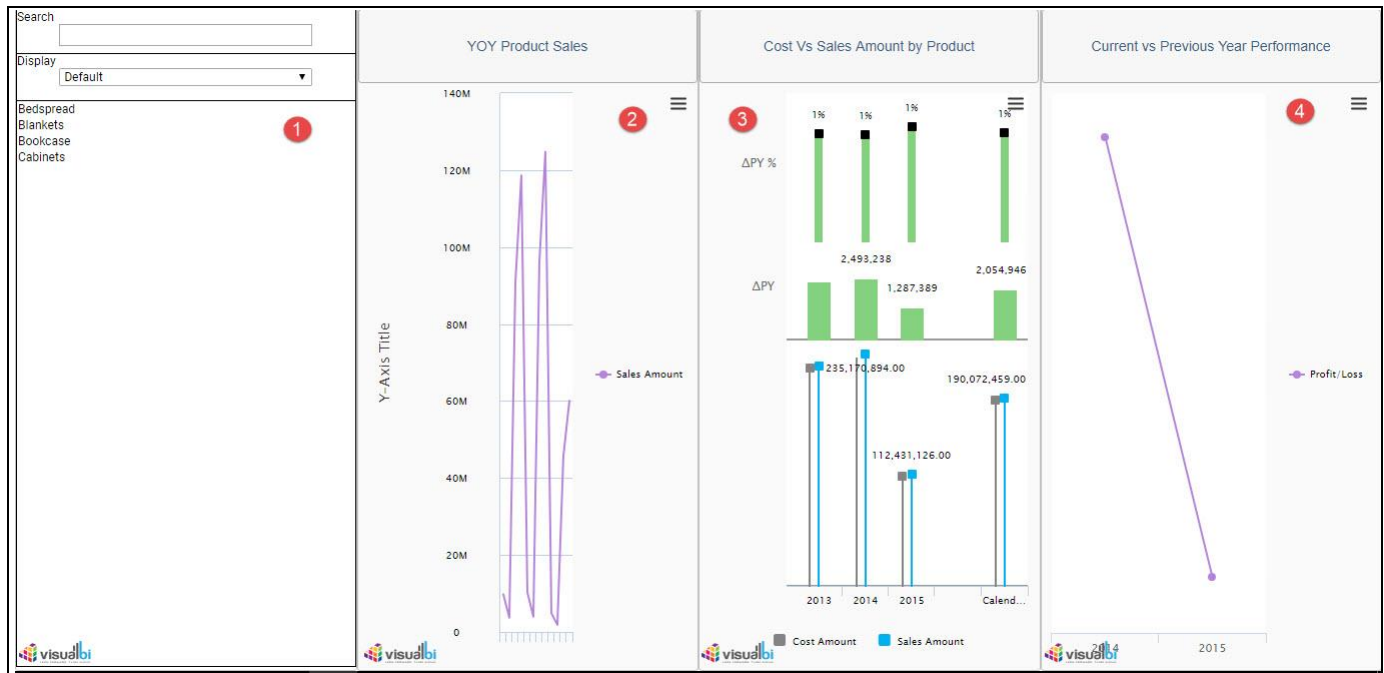 Search
Display
Default
Bedspread
Blankets
Bookcase
Cabinets
1
visualbi
YOY Product Sales
2
Y-Axis Title
140M
120M
100M
80M
60M
40M
20M
0
Sales Amount
visualbi
Cost Vs Sales Amount by Product
3
1% 1% 1% 1%
ΔPY %
2,493,238
1,287,389
2,054,946
ΔPY
235,170,894.00
190,072,459.00
112,431,126.00
2013 2014 2015 Calend...
Cost Amount Sales Amount
visualbi
Current vs Previous Year Performance
4
Profit/Loss
2014 2015
visualbi